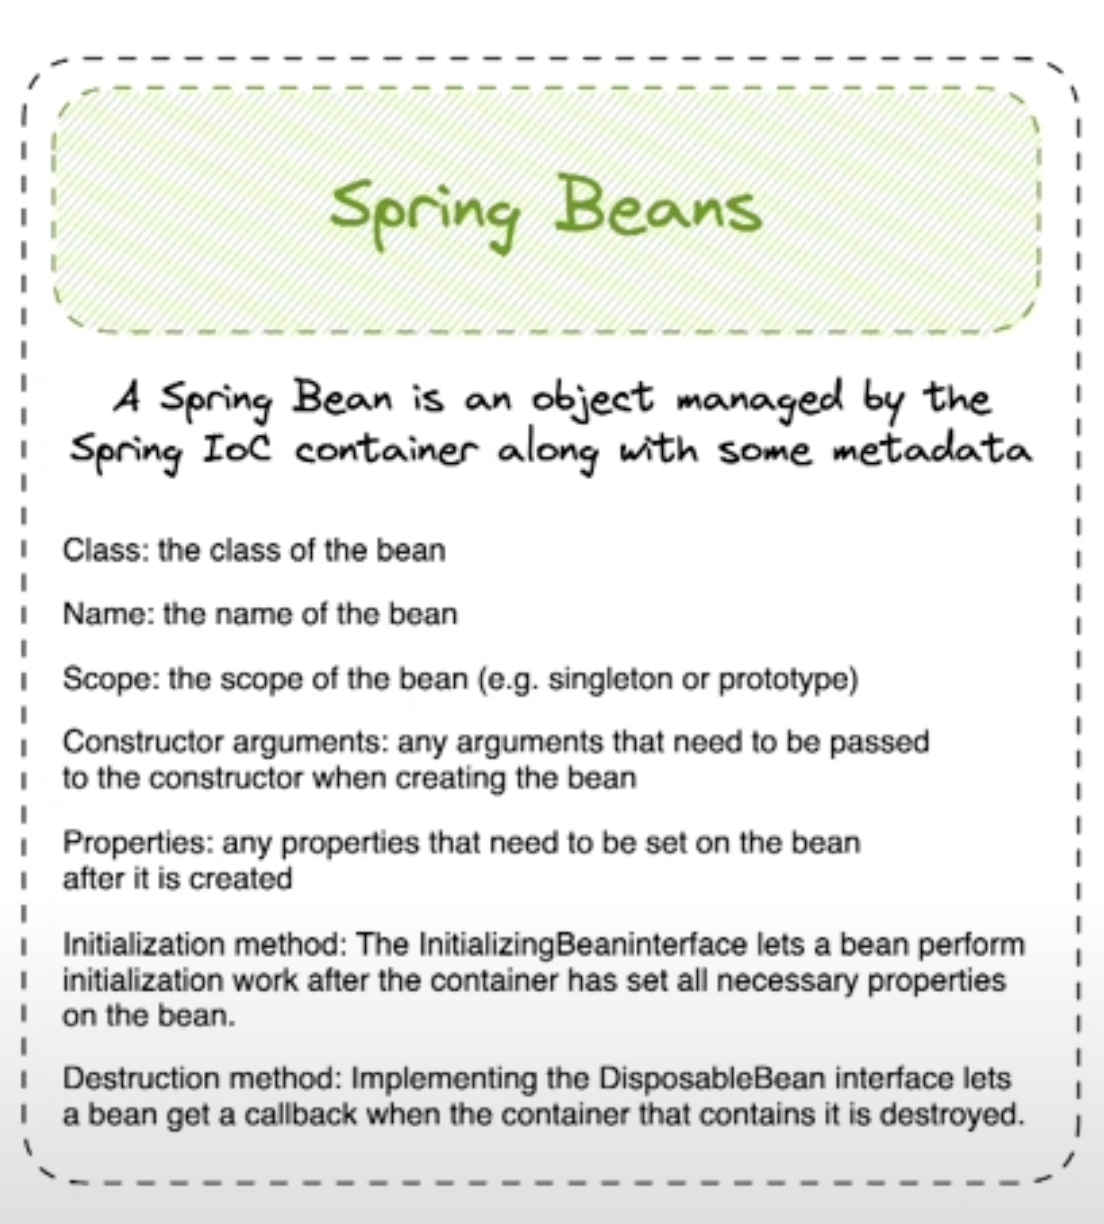 Spring Beans
A Spring Bean is an object managed by the
Spring IoC container along with some metadata
Class: the class of the bean
Name: the name of the bean
Scope: the scope of the bean (e.g. singleton or prototype)
Constructor arguments: any arguments that need to be passed
to the constructor when creating the bean
Properties: any properties that need to be set on the bean
after it is created
Initialization method: The InitializingBeaninterface lets a bean perform
initialization work after the container has set all necessary properties
on the bean.
Destruction method: Implementing the DisposableBean interface lets
a bean get a callback when the container that contains it is destroyed.